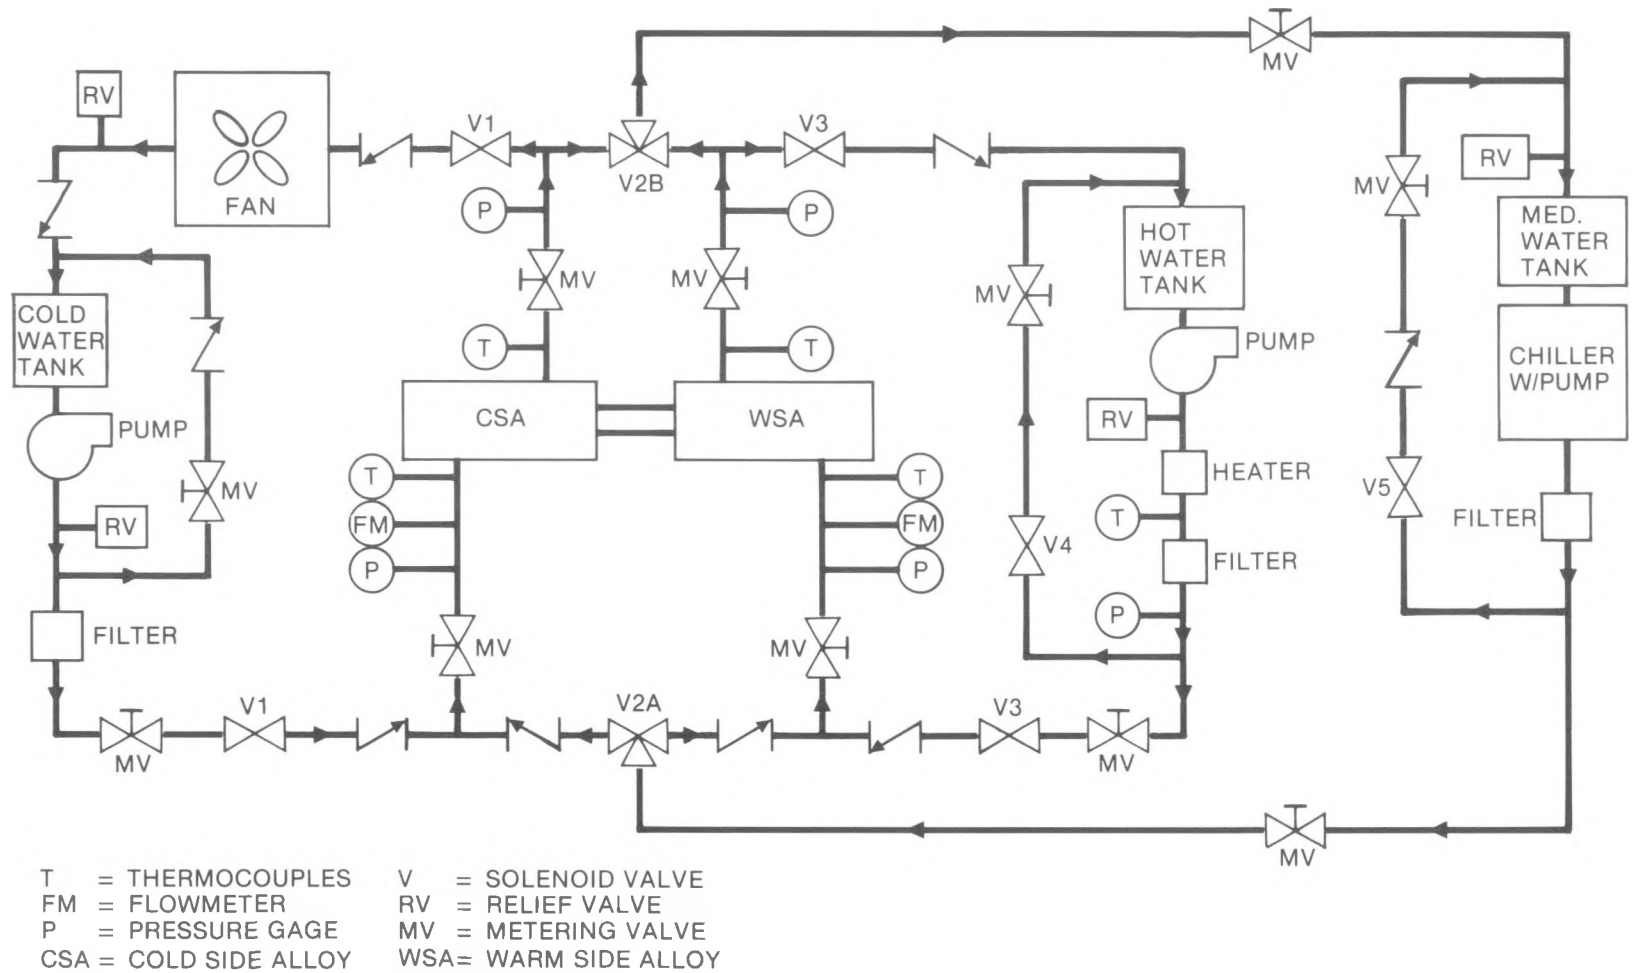 MV
RV
V1
V3
V2B
RV
MV
FAN
P
P
HOT
WATER
TANK
MED.
WATER
TANK
MV
MV
MV
COLD
WATER
TANK
T
T
PUMP
CHILLER
W/PUMP
CSA
WSA
RV
PUMP
T
T
HEATER
MV
V5
RV
FM
FM
T
FILTER
V4
P
P
FILTER
P
FILTER
MV
MV
V1
V2A
V3
MV
MV
MV
T = THERMOCOUPLES
FM = FLOWMETER
P = PRESSURE GAGE
CSA = COLD SIDE ALLOY
V = SOLENOID VALVE
RV = RELIEF VALVE
MV = METERING VALVE
WSA= WARM SIDE ALLOY